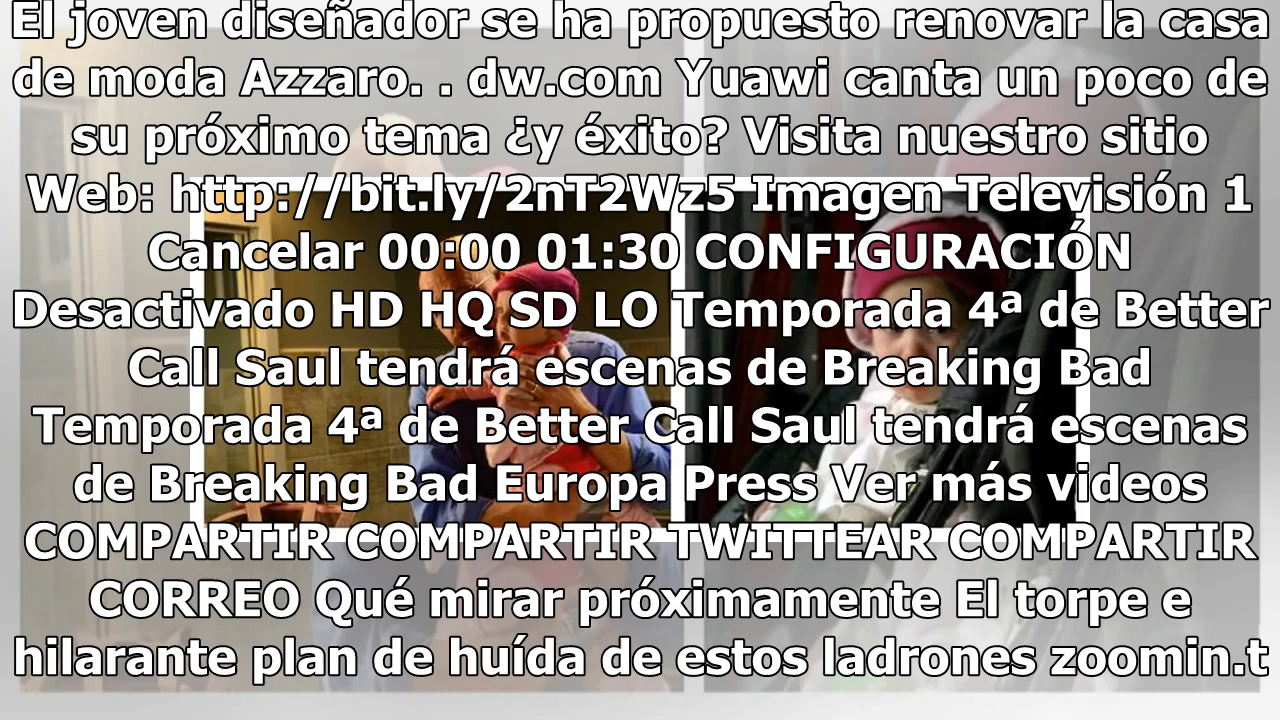 El joven diseñador se ha propuesto renovar la casa
de moda Azzaro. . dw.com Yuawi canta un poco de
su próximo tema ¿y éxito? Visita nuestro sitio
Web: http://bit.ly/2nT2Wz5 Imagen Televisión 1
Cancelar 00:00 01:30 CONFIGURACIÓN
Desactivado HD HQ SD LO Temporada 4ª de Better
Call Saul tendrá escenas de Breaking Bad
Temporada 4ª de Better Call Saul tendrá escenas
de Breaking Bad Europa Press Ver más videos
COMPARTIR COMPARTIR TWITTEAR COMPARTIR
CORREO Qué mirar próximamente El torpe e
hilarante plan de huída de estos ladrones zoomin.t